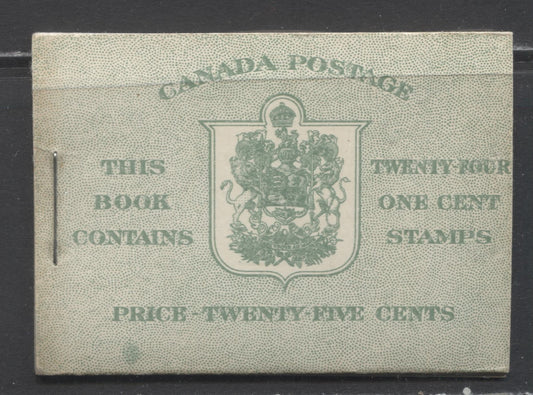 CANADA POSTAGE
THIS
BOOK
CONTAINS
TWENTY-FOUR
ONE CENT
STAMPS
PRICE-TWENTY-FIVE CENTS